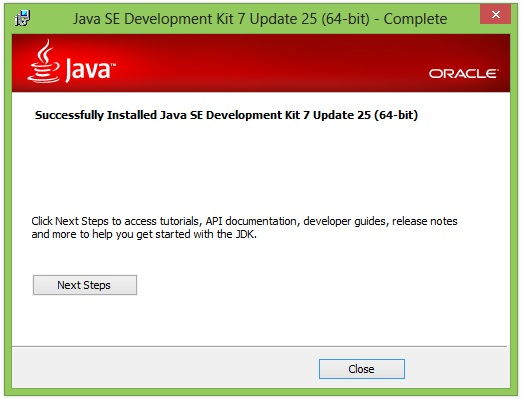 Java SE Development Kit 7 Update 25 (64-bit) - Complete
Java™
ORACLE®
Successfully Installed Java SE Development Kit 7 Update 25 (64-bit)
Click Next Steps to access tutorials, API documentation, developer guides, release notes
and more to help you get started with the JDK.
Next Steps
Close